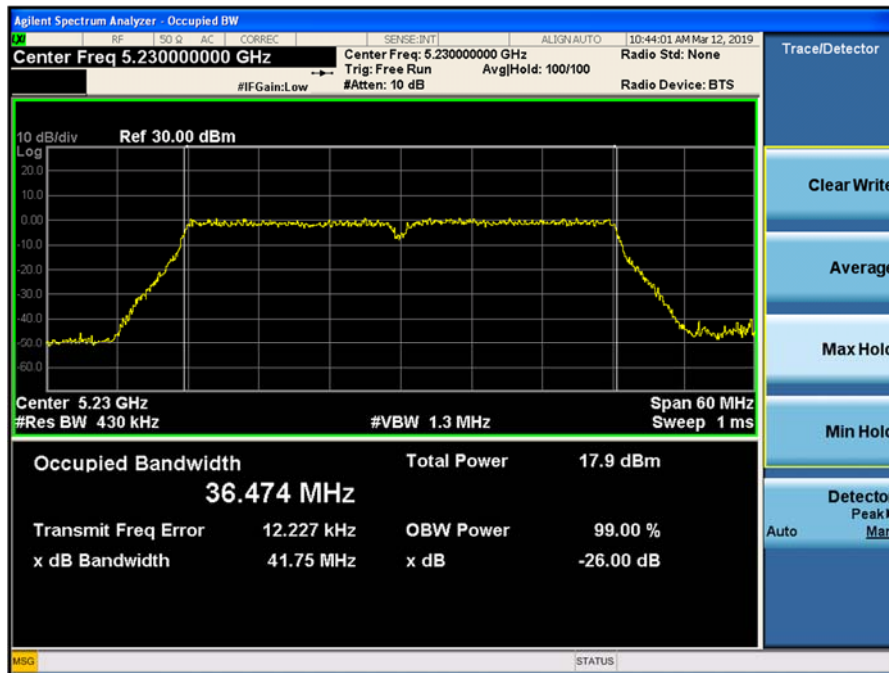 Agilent Spectrum Analyzer - Occupied BW
LXI RF 50 Ω AC CORREC SENSE:INT ALIGN AUTO 10:44:01 AM Mar 12, 2019
Center Freq 5.230000000 GHz
Center Freq: 5.230000000 GHz Radio Std: None
Trig: Free Run Avg|Hold: 100/100
#IFGain:Low #Atten: 10 dB Radio Device: BTS
Trace/Detector
10 dB/div Ref 30.00 dBm
Log
20.0
10.0
0.00
-10.0
-20.0
-30.0
-40.0
-50.0
-60.0
Center 5.23 GHz Span 60 MHz
#Res BW 430 kHz #VBW 1.3 MHz Sweep 1 ms
Occupied Bandwidth Total Power 17.9 dBm
36.474 MHz
Transmit Freq Error 12.227 kHz OBW Power 99.00 %
x dB Bandwidth 41.75 MHz x dB -26.00 dB
Clear Write
Average
Max Hold
Min Hold
Detector
Peak
Auto Man
MSG STATUS